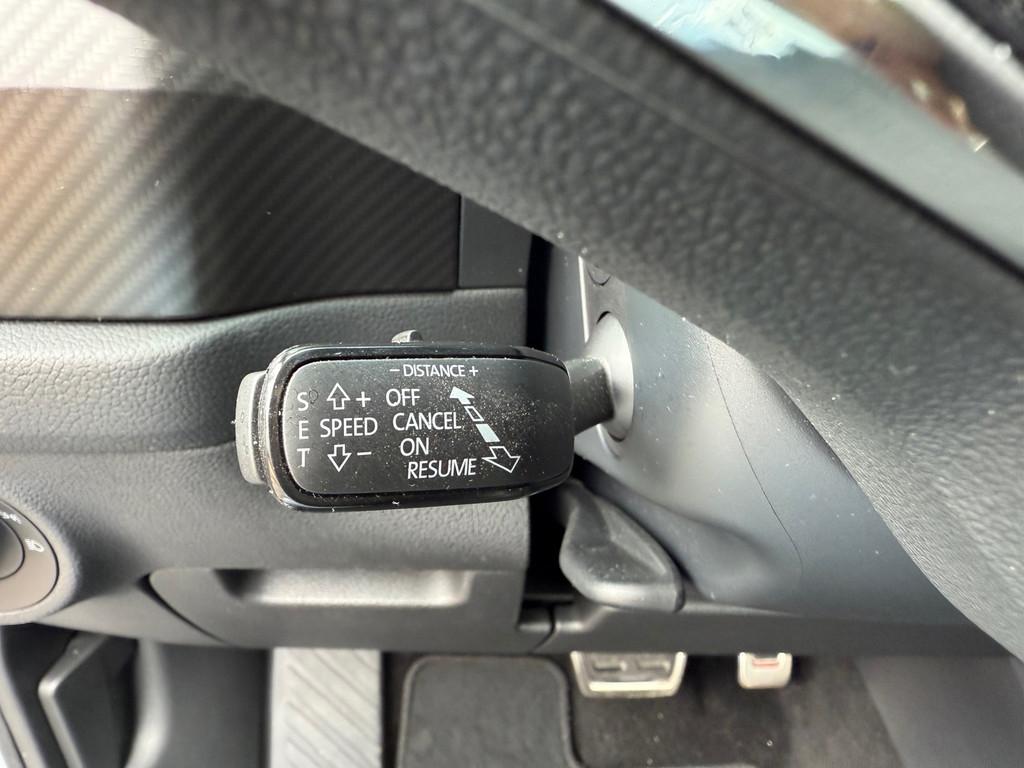 − DISTANCE +
S + OFF
E SPEED CANCEL
T − ON
RESUME